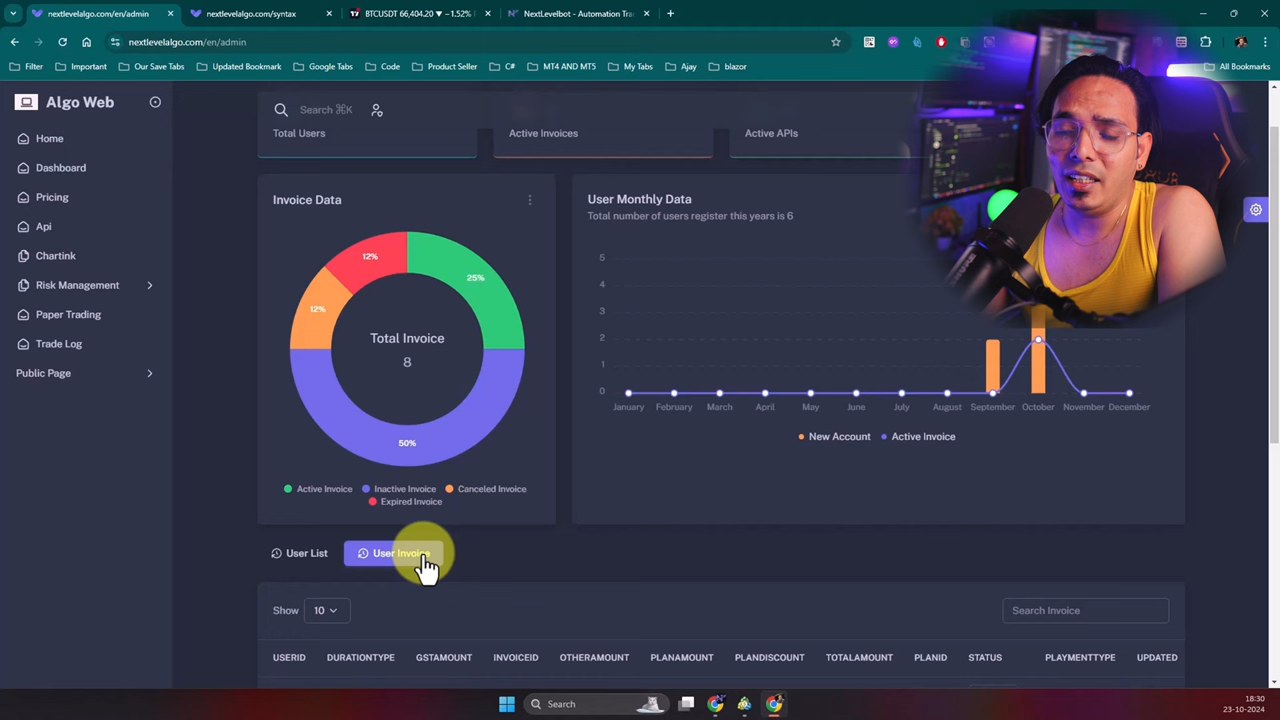 nextlevelalgo.com/en/admin
nextlevelalgo.com/syntax
BTCUSDT 66,404.20 ▼ −1.52%
NextLevelbot - Automation Tra
nextlevelalgo.com/en/admin
Filter
Important
Our Save Tabs
Updated Bookmark
Google Tabs
Code
Product Seller
C#
MT4 AND MT5
My Tabs
Ajay
blazor
All Bookmarks
Algo Web
Search ⌘K
Home
Dashboard
Pricing
Api
Chartink
Risk Management
Paper Trading
Trade Log
Public Page
Total Users
Active Invoices
Active APIs
Invoice Data
12%
25%
12%
Total Invoice
8
50%
Active Invoice
Inactive Invoice
Canceled Invoice
Expired Invoice
User Monthly Data
Total number of users register this years is 6
5
4
3
2
1
0
January February March April May June July August September October November December
New Account
Active Invoice
User List
User Invoice
Show
10
Search Invoice
USERID DURATIONTYPE GSTAMOUNT INVOICEID OTHERAMOUNT PLANAMOUNT PLANDISCOUNT TOTALAMOUNT PLANID STATUS PLAYMENTTYPE UPDATED
Search
18:30
23-10-2024